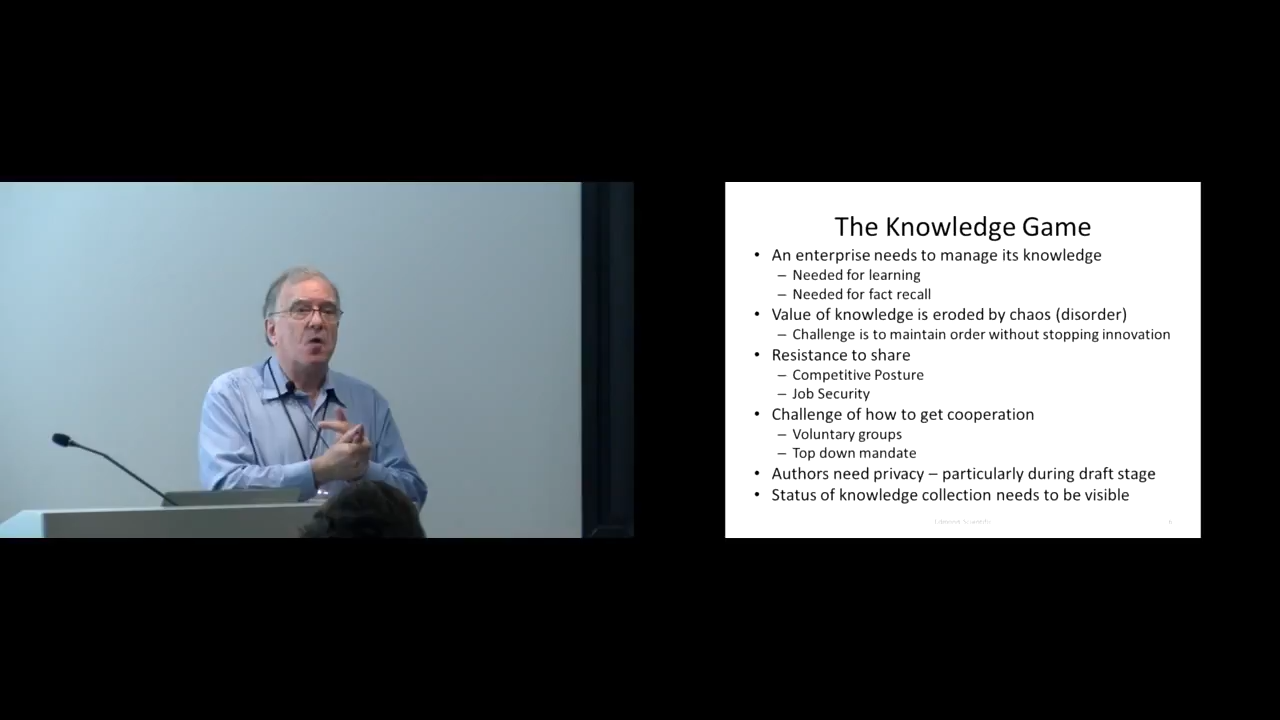 The Knowledge Game
• An enterprise needs to manage its knowledge
– Needed for learning
– Needed for fact recall
• Value of knowledge is eroded by chaos (disorder)
– Challenge is to maintain order without stopping innovation
• Resistance to share
– Competitive Posture
– Job Security
• Challenge of how to get cooperation
– Voluntary groups
– Top down mandate
• Authors need privacy – particularly during draft stage
• Status of knowledge collection needs to be visible